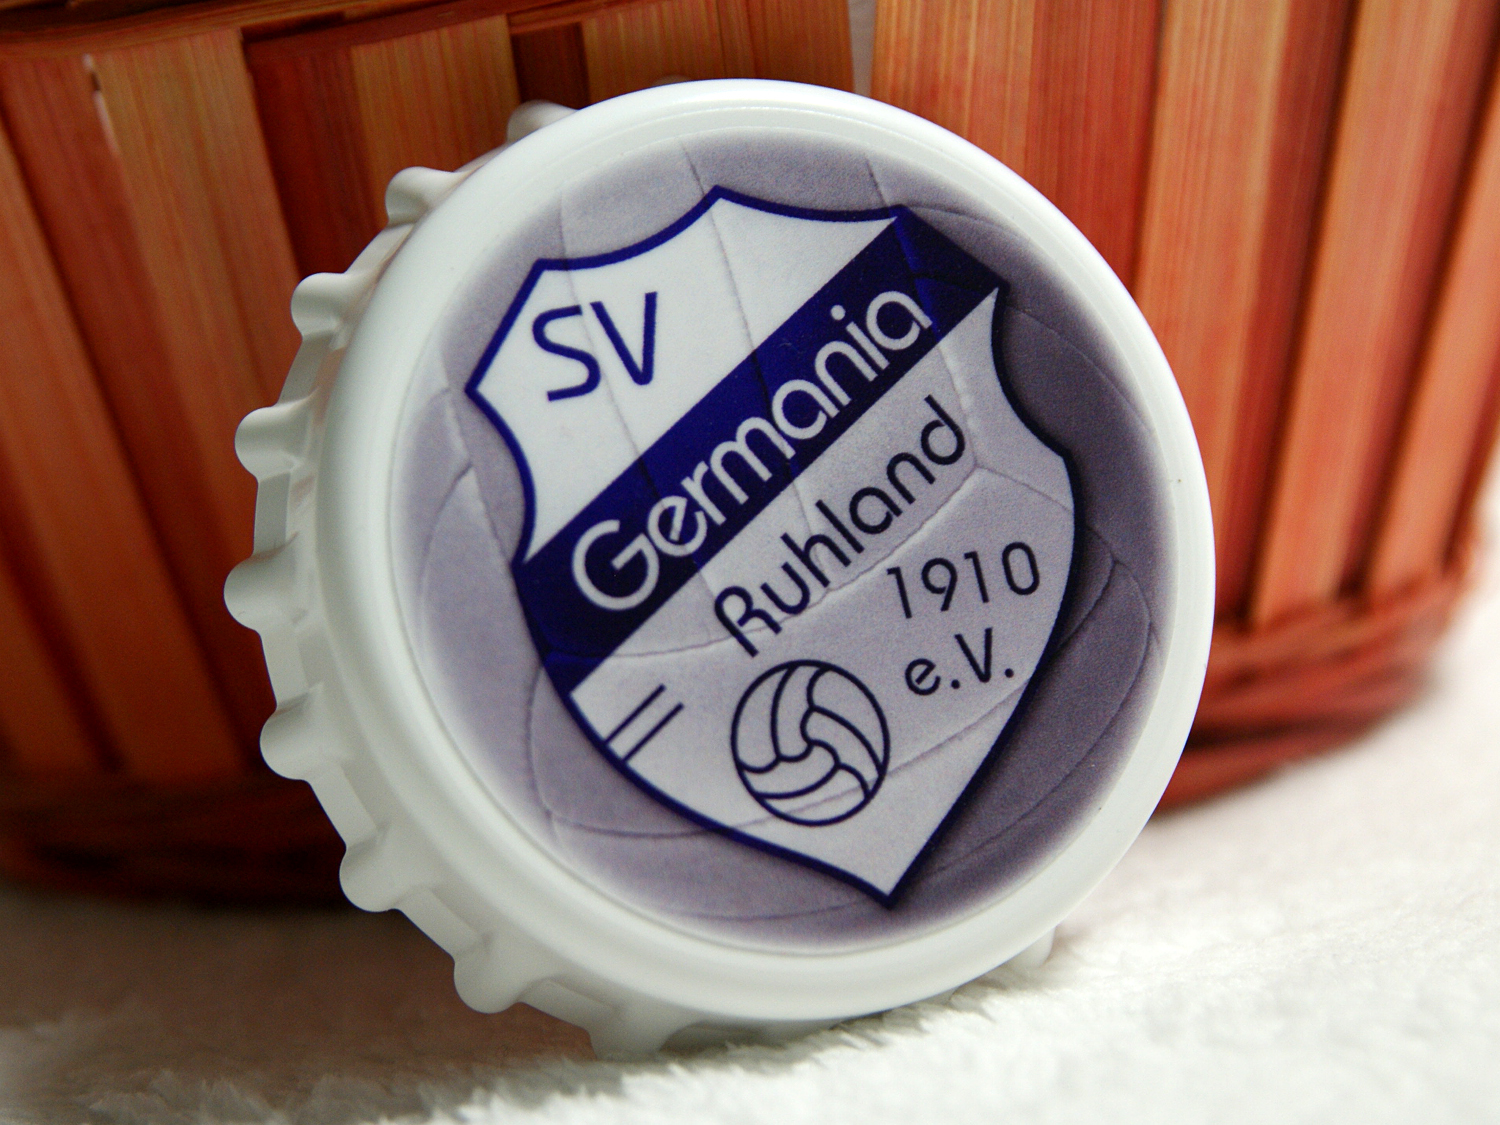 SV
Germania
Ruhland
1910
e.V.